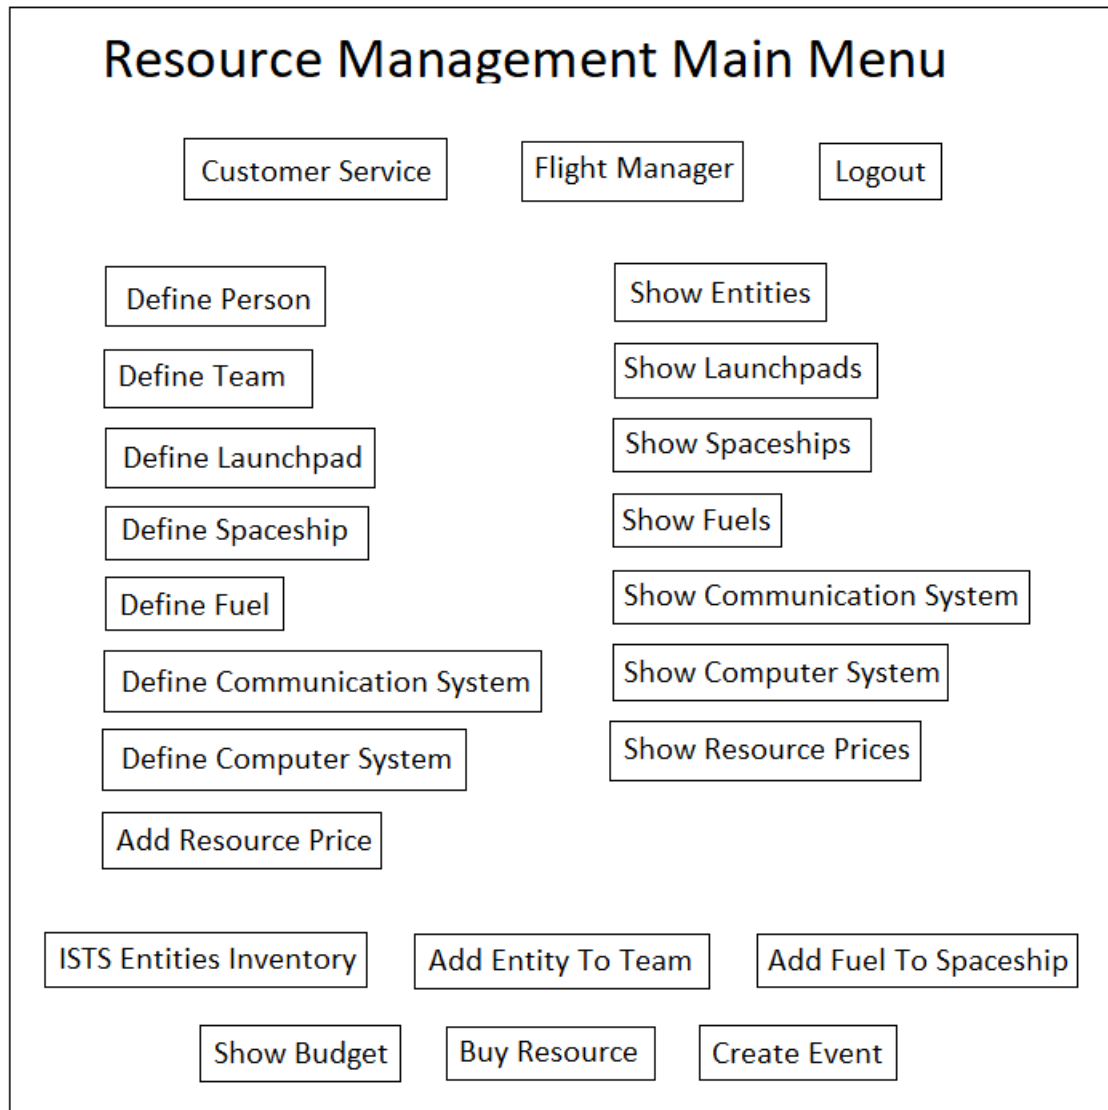 Resource Management Main Menu
Customer Service
Flight Manager
Logout
Define Person
Define Team
Define Launchpad
Define Spaceship
Define Fuel
Define Communication System
Define Computer System
Add Resource Price
Show Entities
Show Launchpads
Show Spaceships
Show Fuels
Show Communication System
Show Computer System
Show Resource Prices
ISTS Entities Inventory
Add Entity To Team
Add Fuel To Spaceship
Show Budget
Buy Resource
Create Event